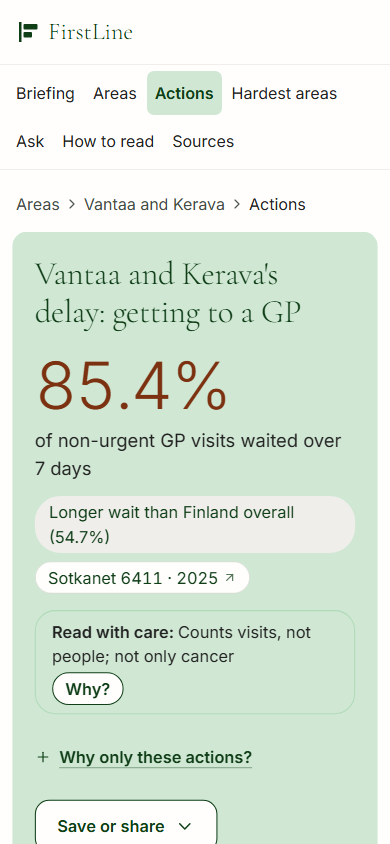 FirstLine
Briefing Areas Actions Hardest areas
Ask How to read Sources
Areas > Vantaa and Kerava > Actions
Vantaa and Kerava's
delay: getting to a GP
85.4%
of non-urgent GP visits waited over
7 days
Longer wait than Finland overall
(54.7%)
Sotkanet 6411 · 2025 ↗
Read with care: Counts visits, not
people; not only cancer
Why?
+ Why only these actions?
Save or share